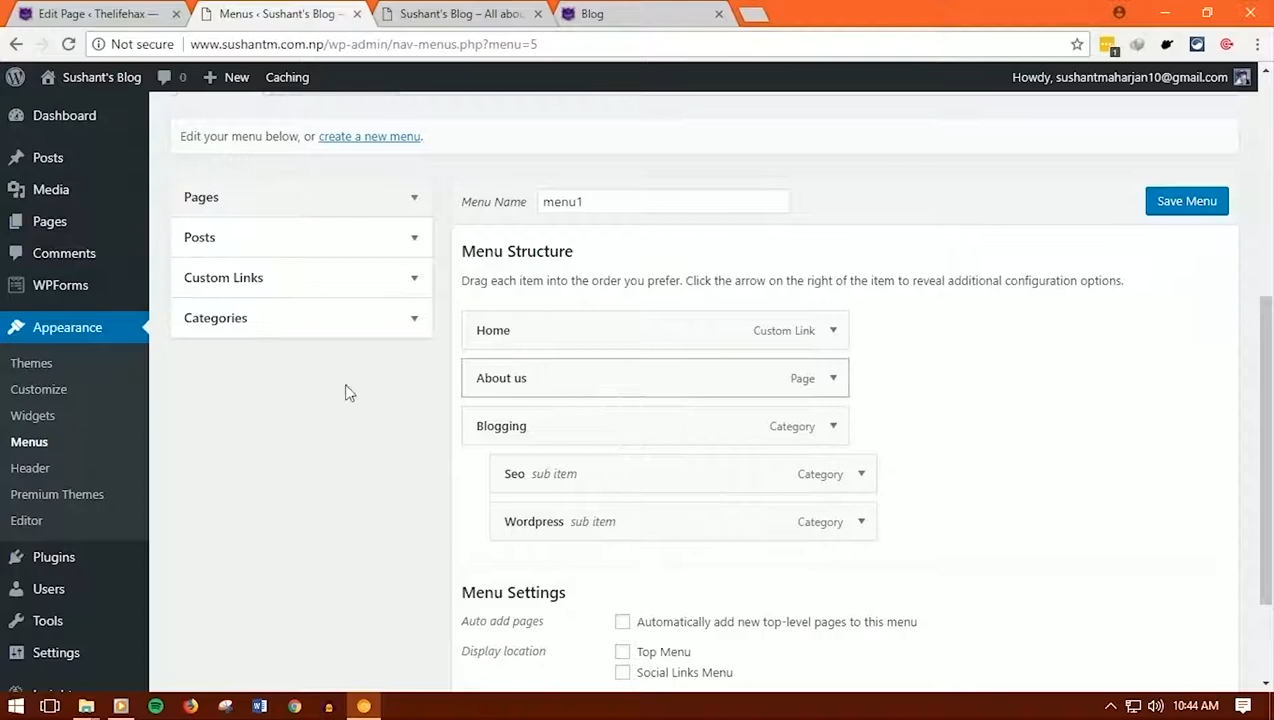 Edit Page ‹ Thelifehax —
Menus ‹ Sushant's Blog —
Sushant's Blog – All abou
Blog
Not secure
www.sushantm.com.np/wp-admin/nav-menus.php?menu=5
1
Sushant's Blog
0
New
Caching
Howdy, sushantmaharjan10@gmail.com
Dashboard
Posts
Media
Pages
Comments
WPForms
Appearance
Themes
Customize
Widgets
Menus
Header
Premium Themes
Editor
Plugins
Users
Tools
Settings
Edit your menu below, or create a new menu.
Pages
Posts
Custom Links
Categories
Menu Name menu1
Save Menu
Menu Structure
Drag each item into the order you prefer. Click the arrow on the right of the item to reveal additional configuration options.
Home Custom Link
About us Page
Blogging Category
Seo sub item Category
Wordpress sub item Category
Menu Settings
Auto add pages Automatically add new top-level pages to this menu
Display location Top Menu
Social Links Menu
10:44 AM